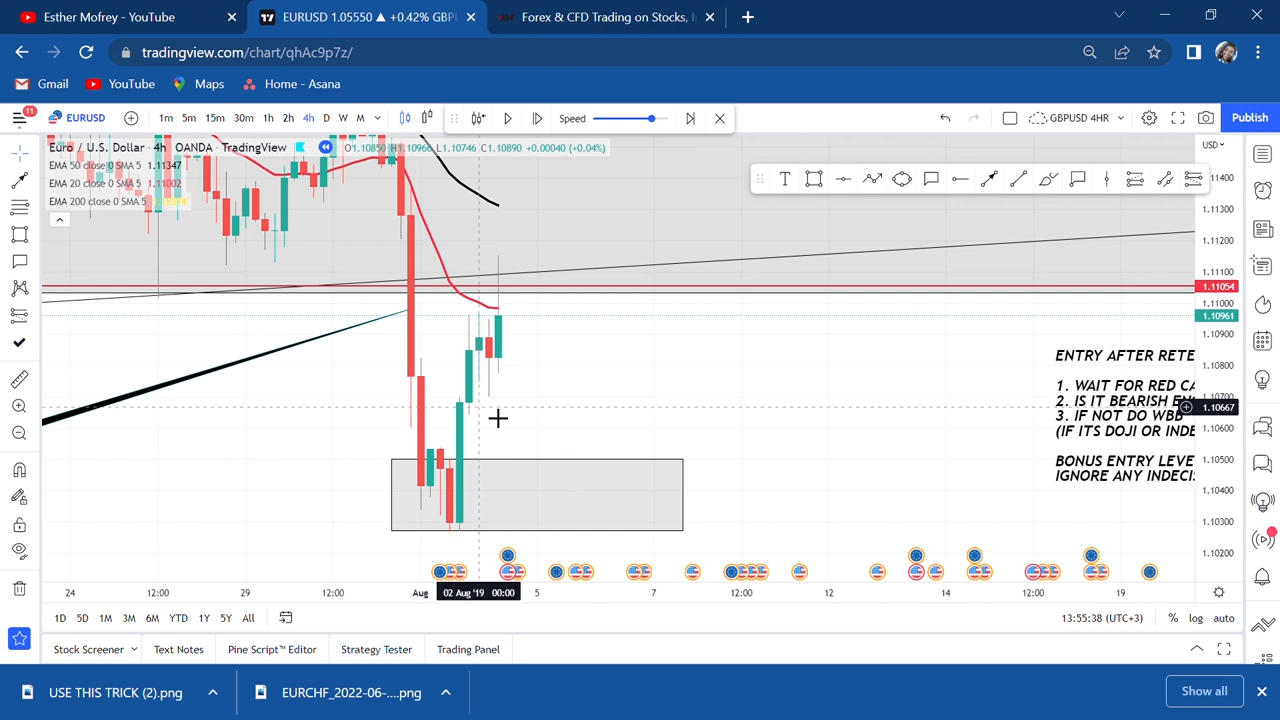 Esther Mofrey - YouTube
EURUSD 1.05550 ▲ +0.42% GBPU
Forex & CFD Trading on Stocks, I
tradingview.com/chart/qhAc9p7z/
Gmail YouTube Maps Home - Asana
11 EURUSD 1m 5m 15m 30m 1h 2h 4h D W M Speed GBPUSD 4HR Publish
Euro / U.S. Dollar · 4h · OANDA · TradingView O1.10850 H1.10966 L1.10746 C1.10890 +0.00040 (+0.04%)
EMA 50 close 0 SMA 5 1.11347
EMA 20 close 0 SMA 5 1.11002
EMA 200 close 0 SMA 5
USD
1.11400
1.11300
1.11200
1.11100
1.11054
1.11000
1.10961
1.10900
1.10800
1.10700
1.10667
1.10600
1.10500
1.10400
1.10300
1.10200
ENTRY AFTER RETE
1. WAIT FOR RED CA
2. IS IT BEARISH EN
3. IF NOT DO WBB
(IF ITS DOJI OR INDE
BONUS ENTRY LEVE
IGNORE ANY INDECIS
24 12:00 29 12:00 Aug 02 Aug '19 00:00 5 7 12:00 12 14 12:00 19
1D 5D 1M 3M 6M YTD 1Y 5Y All 13:55:38 (UTC+3) % log auto
Stock Screener Text Notes Pine Script™ Editor Strategy Tester Trading Panel
USE THIS TRICK (2).png EURCHF_2022-06-....png Show all